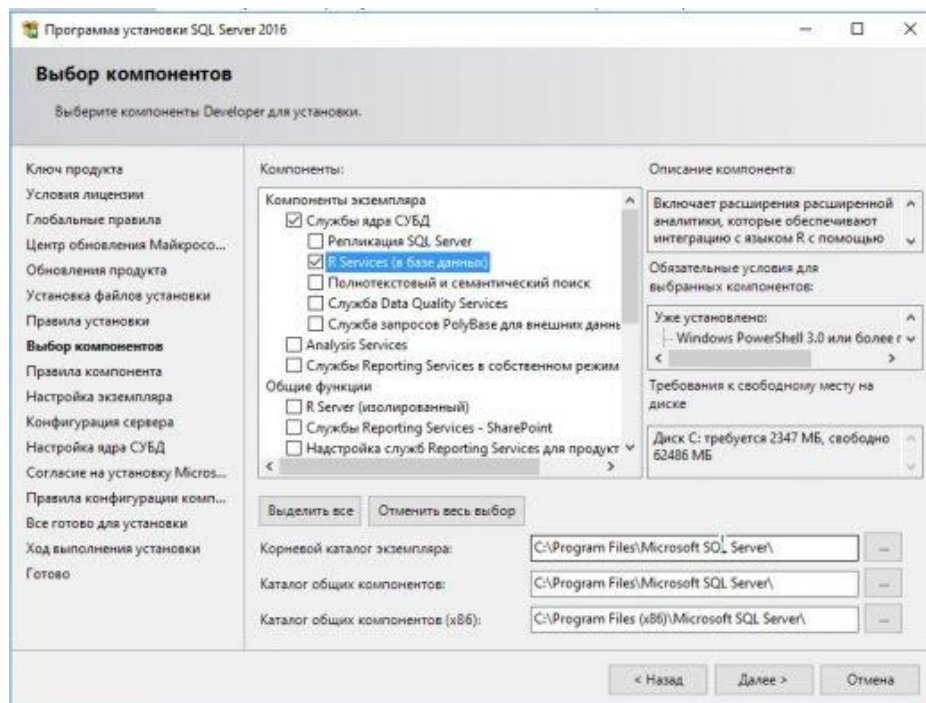 Программа установки SQL Server 2016
Выбор компонентов
Выберите компоненты Developer для установки.
Ключ продукта
Условия лицензии
Глобальные правила
Центр обновления Майкросо...
Обновления продукта
Установка файлов установки
Правила установки
Выбор компонентов
Правила компонента
Настройка экземпляра
Конфигурация сервера
Настройка ядра СУБД
Согласие на установку Micros...
Правила конфигурации комп...
Все готово для установки
Ход выполнения установки
Готово
Компоненты:
Компоненты экземпляра
Службы ядра СУБД
Репликация SQL Server
R Services (в базе данных)
Полнотекстовый и семантический поиск
Служба Data Quality Services
Служба запросов PolyBase для внешних данны
Analysis Services
Службы Reporting Services в собственном режим
Общие функции
R Server (изолированный)
Службы Reporting Services - SharePoint
Надстройка служб Reporting Services для продукт
Описание компонента:
Включает расширения расширенной
аналитики, которые обеспечивают
интеграцию с языком R с помощью
Обязательные условия для
выбранных компонентов:
Уже установлено:
Windows PowerShell 3.0 или более г
Требования к свободному месту на
диске
Диск C: требуется 2347 МБ, свободно
62486 МБ
Выделить все
Отменить весь выбор
Корневой каталог экземпляра:
C:\Program Files\Microsoft SQL Server\
...
Каталог общих компонентов:
C:\Program Files\Microsoft SQL Server\
...
Каталог общих компонентов (x86):
C:\Program Files (x86)\Microsoft SQL Server\
...
< Назад
Далее >
Отмена